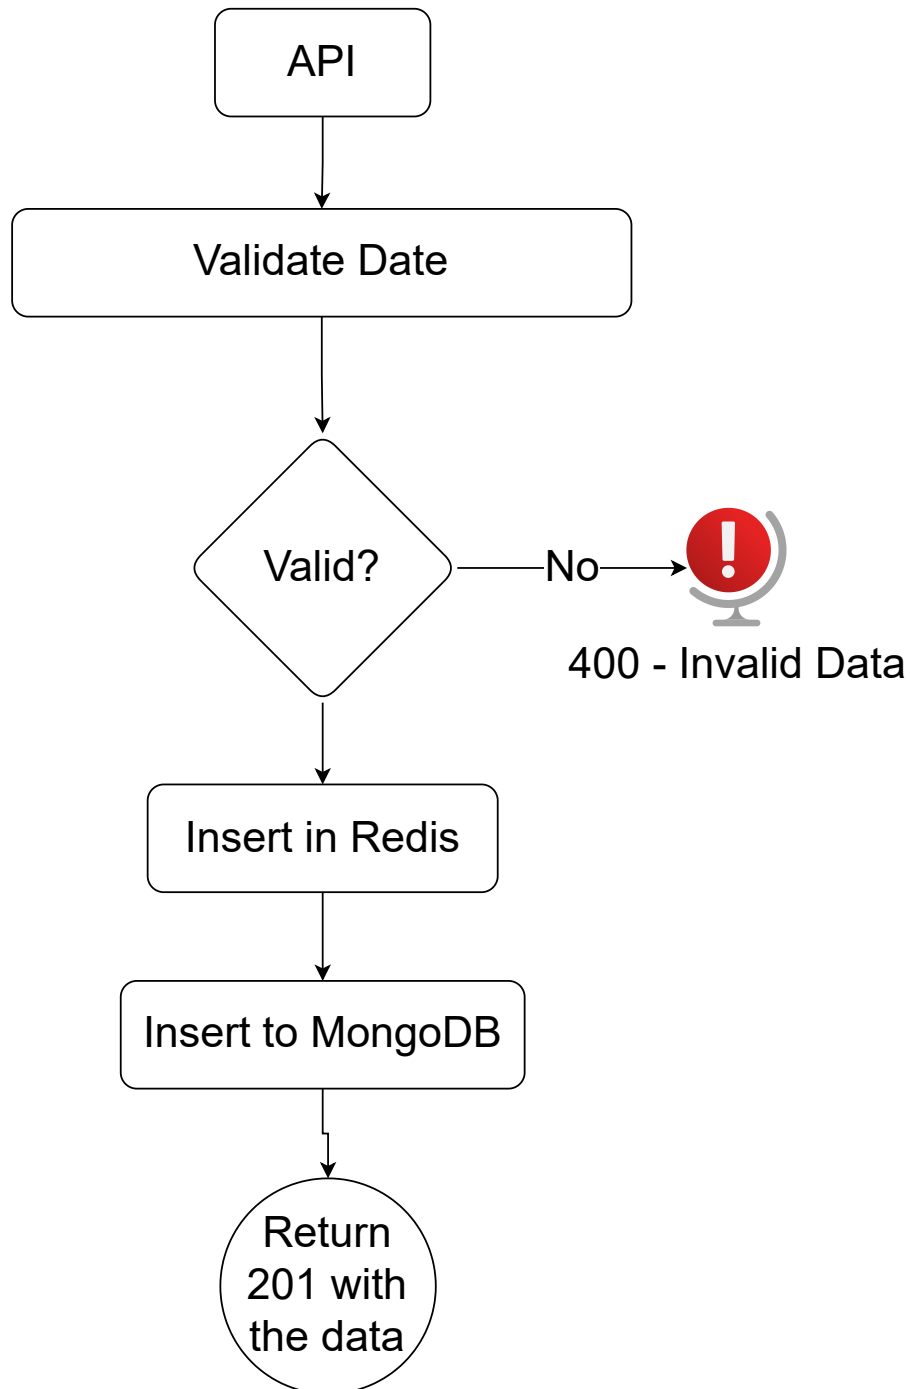 API
Validate Date
Valid?
No
400 - Invalid Data
Insert in Redis
Insert to MongoDB
Return
201 with
the data